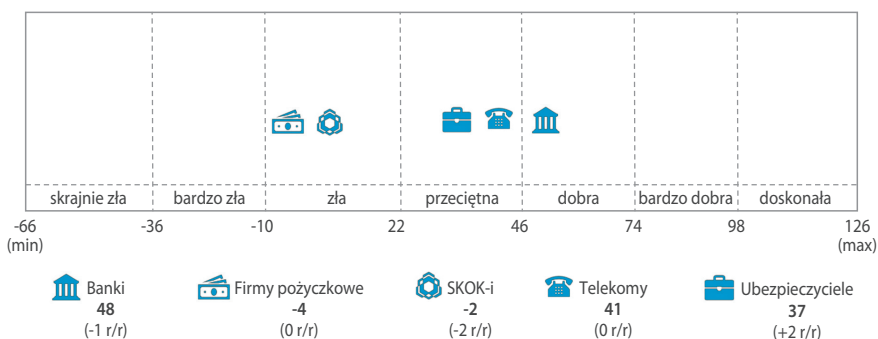 skrajnie zła bardzo zła zła przeciętna dobra bardzo dobra doskonała
-66 -36 -10 22 46 74 98 126
(min) (max)
Banki Firmy pożyczkowe SKOK-i Telekomy Ubezpieczyciele
48 -4 -2 41 37
(-1 r/r) (0 r/r) (-2 r/r) (0 r/r) (+2 r/r)